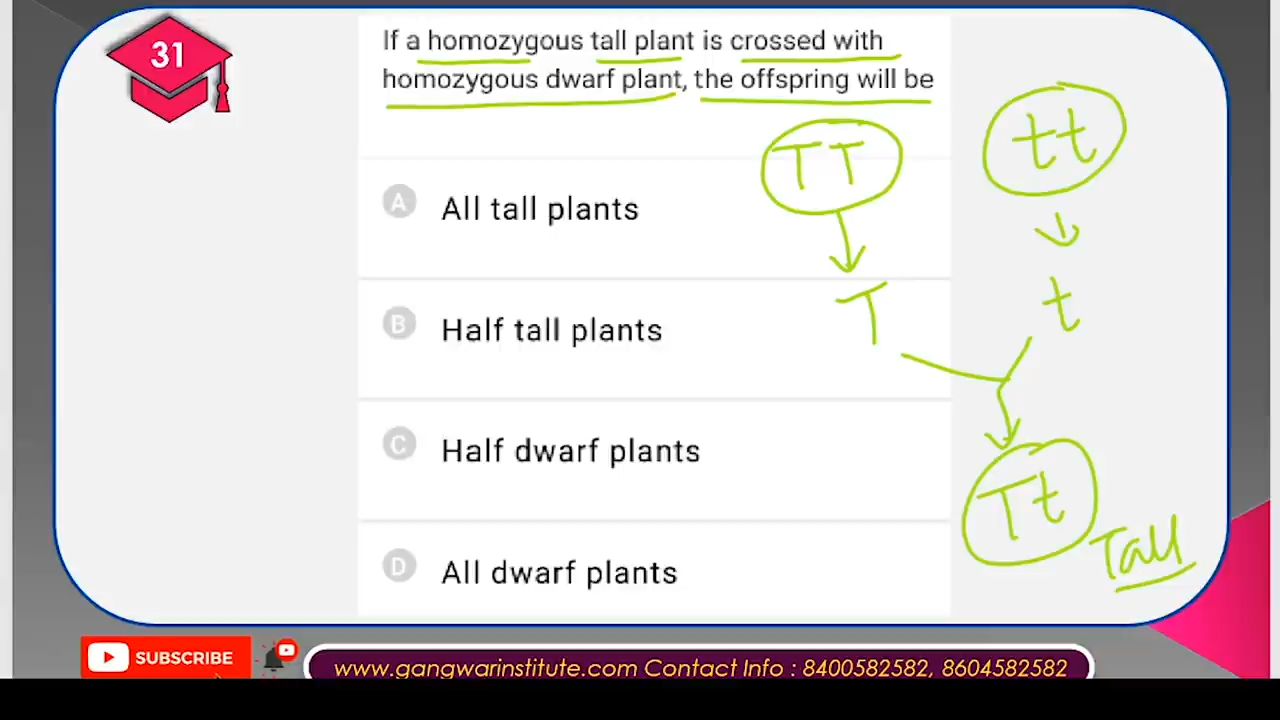 31
If a homozygous tall plant is crossed with
homozygous dwarf plant, the offspring will be
TT
tt
A All tall plants
B Half tall plants
T
t
C Half dwarf plants
Tt
Tall
D All dwarf plants
SUBSCRIBE
www.gangwarinstitute.com Contact Info : 8400582582, 8604582582